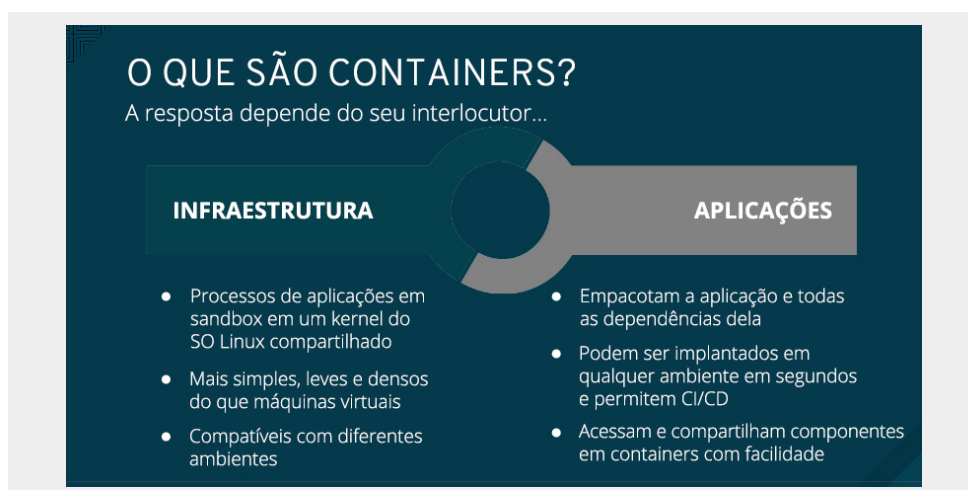 O QUE SÃO CONTAINERS?
A resposta depende do seu interlocutor...
INFRAESTRUTURA
● Processos de aplicações em
sandbox em um kernel do
SO Linux compartilhado
● Mais simples, leves e densos
do que máquinas virtuais
● Compatíveis com diferentes
ambientes
APLICAÇÕES
● Empacotam a aplicação e todas
as dependências dela
● Podem ser implantados em
qualquer ambiente em segundos
e permitem CI/CD
● Acessam e compartilham componentes
em containers com facilidade